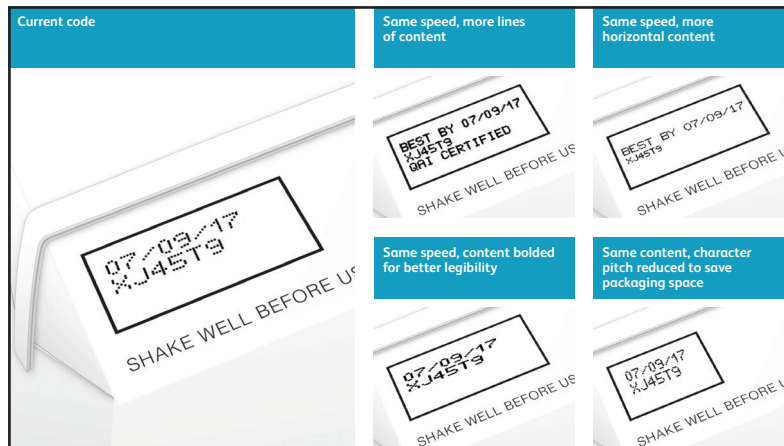 Current code
07/09/17
XJ45T9
SHAKE WELL BEFORE US
Same speed, more lines
of content
BEST BY 07/09/17
XJ45T9
QAI CERTIFIED
SHAKE WELL BEFORE US
Same speed, more
horizontal content
BEST BY 07/09/17
XJ45T9
SHAKE WELL BEFORE U
Same speed, content bolded
for better legibility
07/09/17
XJ45T9
SHAKE WELL BEFORE US
Same content, character
pitch reduced to save
packaging space
07/09/17
XJ45T9
SHAKE WELL BEFORE U